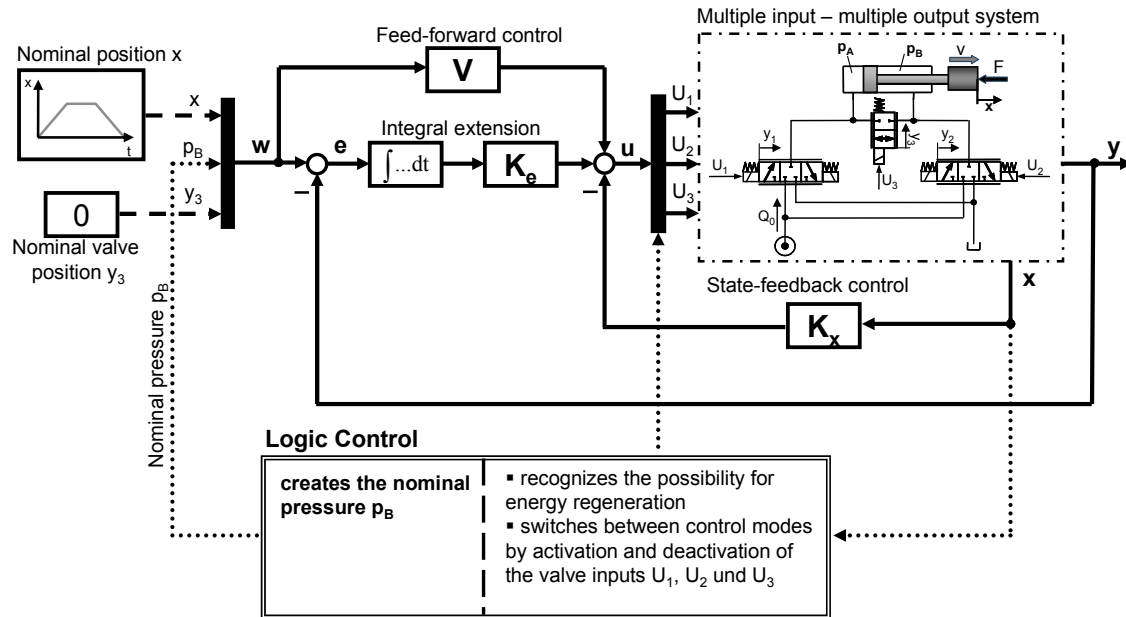 Multiple input – multiple output system
Feed-forward control
Nominal position x
V
x
t
x
p_B
y_3
w
e
Integral extension
∫ ...dt
K_e
u
U_1
U_2
U_3
p_A
p_B
v
F
x
y_1
y_3
y_2
U_1
U_3
U_2
Q_0
y
0
Nominal valve
position y_3
–
–
State-feedback control
x
K_x
Nominal pressure p_B
Logic Control
creates the nominal
pressure p_B
▪ recognizes the possibility for
energy regeneration
▪ switches between control modes
by activation and deactivation of
the valve inputs U_1, U_2 und U_3